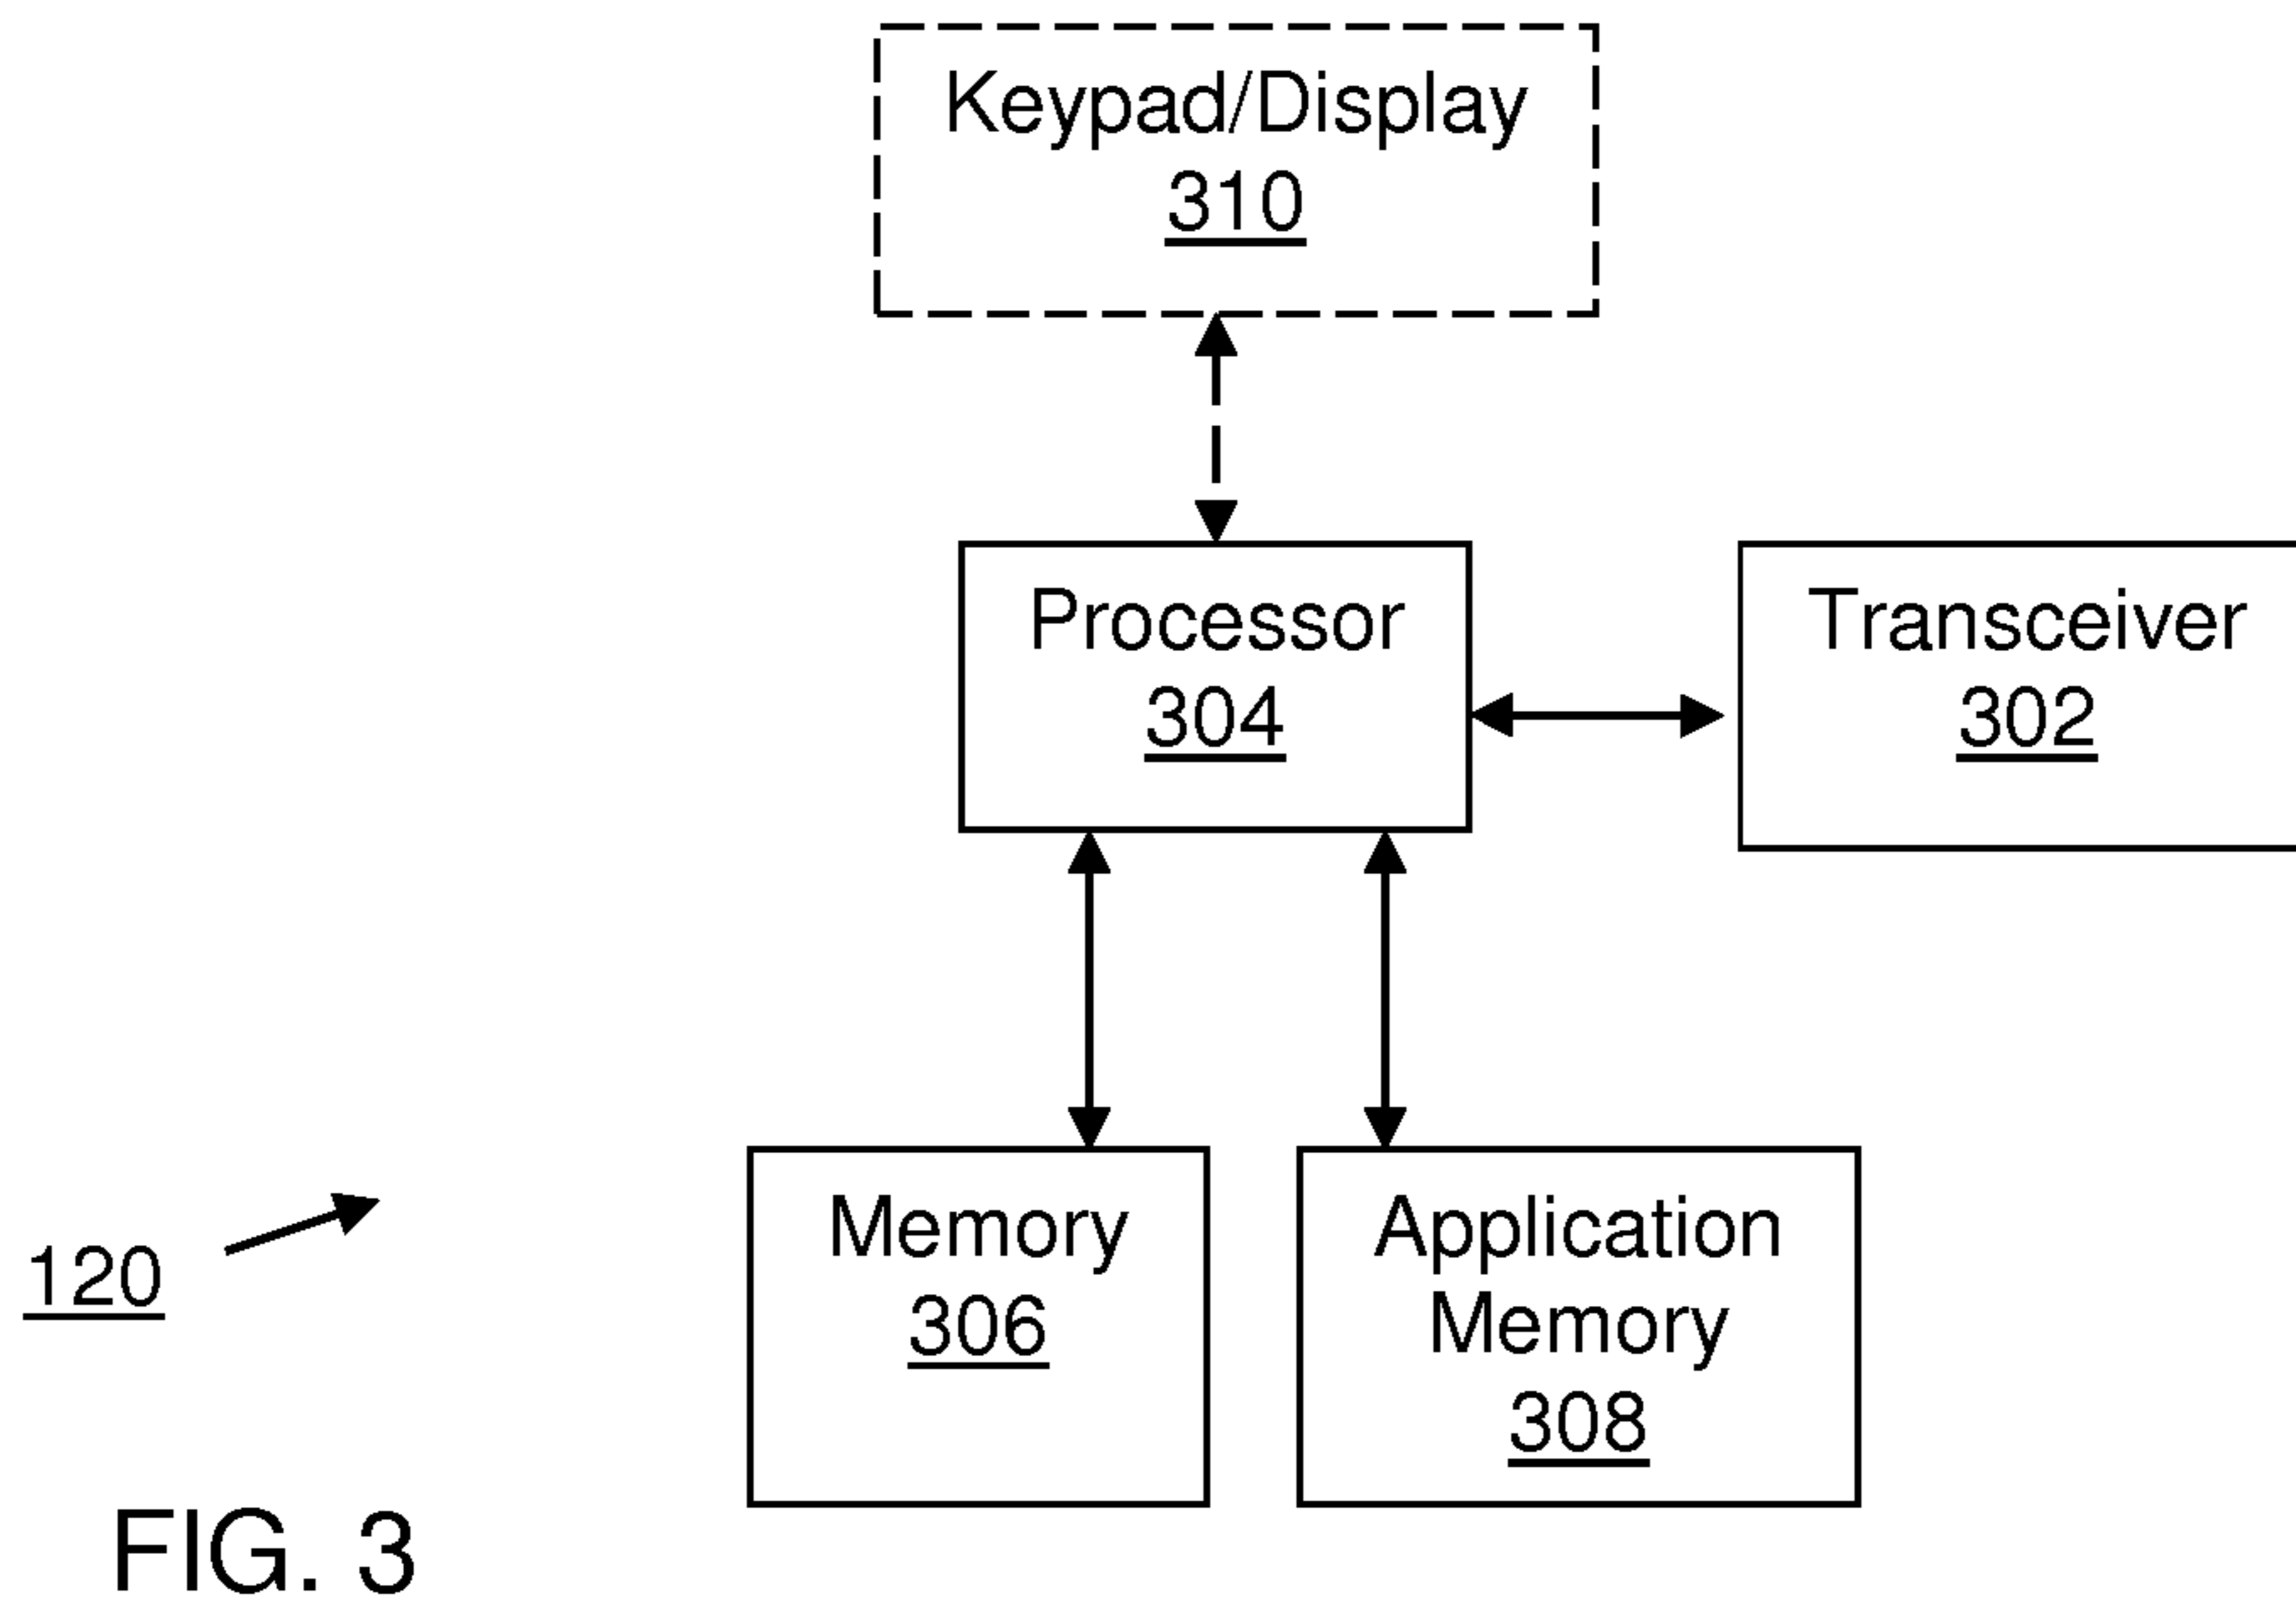 Keypad/Display
310
Processor
304
Transceiver
302
Memory
306
Application
Memory
308
120
FIG. 3